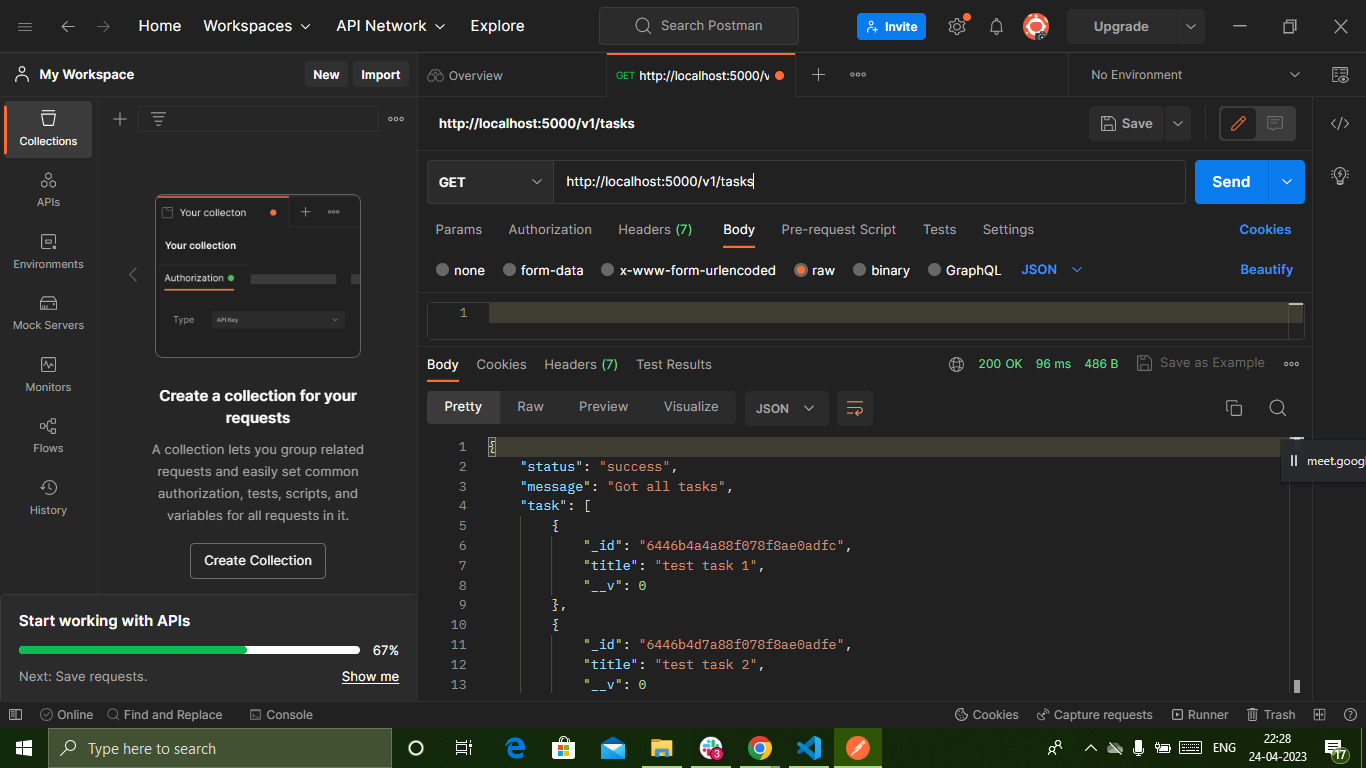 Home Workspaces API Network Explore Search Postman Invite Upgrade
My Workspace New Import Overview GET http://localhost:5000/v No Environment
Collections
APIs
Environments
Mock Servers
Monitors
Flows
History
Your collecton
Your collection
Authorization
Type API Key
Create a collection for your
requests
A collection lets you group related
requests and easily set common
authorization, tests, scripts, and
variables for all requests in it.
Create Collection
Start working with APIs
67%
Next: Save requests. Show me
http://localhost:5000/v1/tasks Save
GET http://localhost:5000/v1/tasks Send
Params Authorization Headers (7) Body Pre-request Script Tests Settings Cookies
none form-data x-www-form-urlencoded raw binary GraphQL JSON Beautify
1
Body Cookies Headers (7) Test Results 200 OK 96 ms 486 B Save as Example
Pretty Raw Preview Visualize JSON
1 {
2 "status": "success",
3 "message": "Got all tasks",
4 "task": [
5 {
6 "_id": "6446b4a4a88f078f8ae0adfc",
7 "title": "test task 1",
8 "__v": 0
9 },
10 {
11 "_id": "6446b4d7a88f078f8ae0adfe",
12 "title": "test task 2",
13 "__v": 0
meet.googl
Online Find and Replace Console Cookies Capture requests Runner Trash
Type here to search 3 ENG 22:28
24-04-2023 17